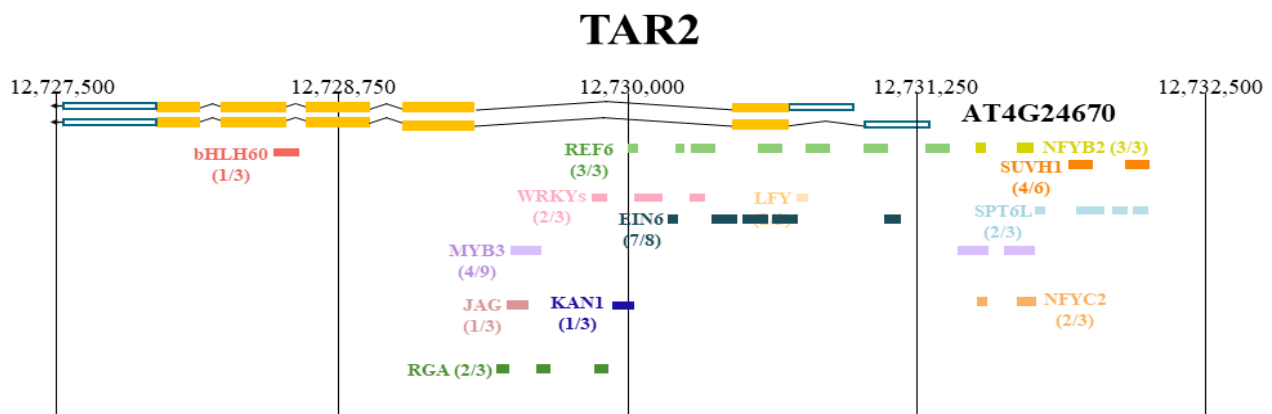 TAR2
12,727,500 12,728,750 12,730,000 12,731,250 12,732,500
AT4G24670
bHLH60
(1/3)
REF6
(3/3)
NFYB2 (3/3)
SUVH1
(4/6)
WRKYs
(2/3)
LFY
EIN6
(7/8)
SPT6L
(2/3)
MYB3
(4/9)
JAG
(1/3)
KAN1
(1/3)
NFYC2
(2/3)
RGA (2/3)